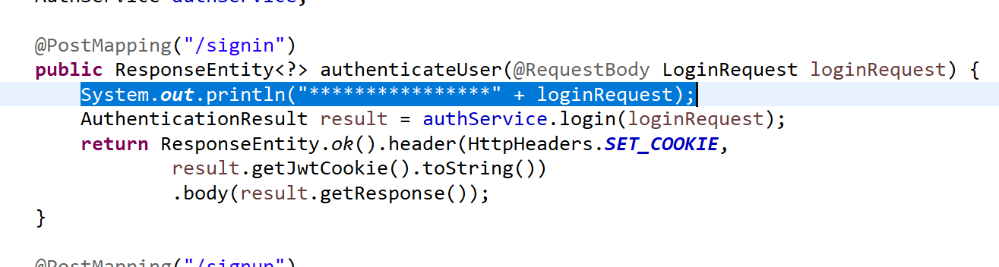 AuthService authService;
@PostMapping("/signin")
public ResponseEntity<?> authenticateUser(@RequestBody LoginRequest loginRequest) {
System.out.println("****************" + loginRequest);
AuthenticationResult result = authService.login(loginRequest);
return ResponseEntity.ok().header(HttpHeaders.SET_COOKIE,
result.getJwtCookie().toString())
.body(result.getResponse());
}
@PostMapping("/signup")